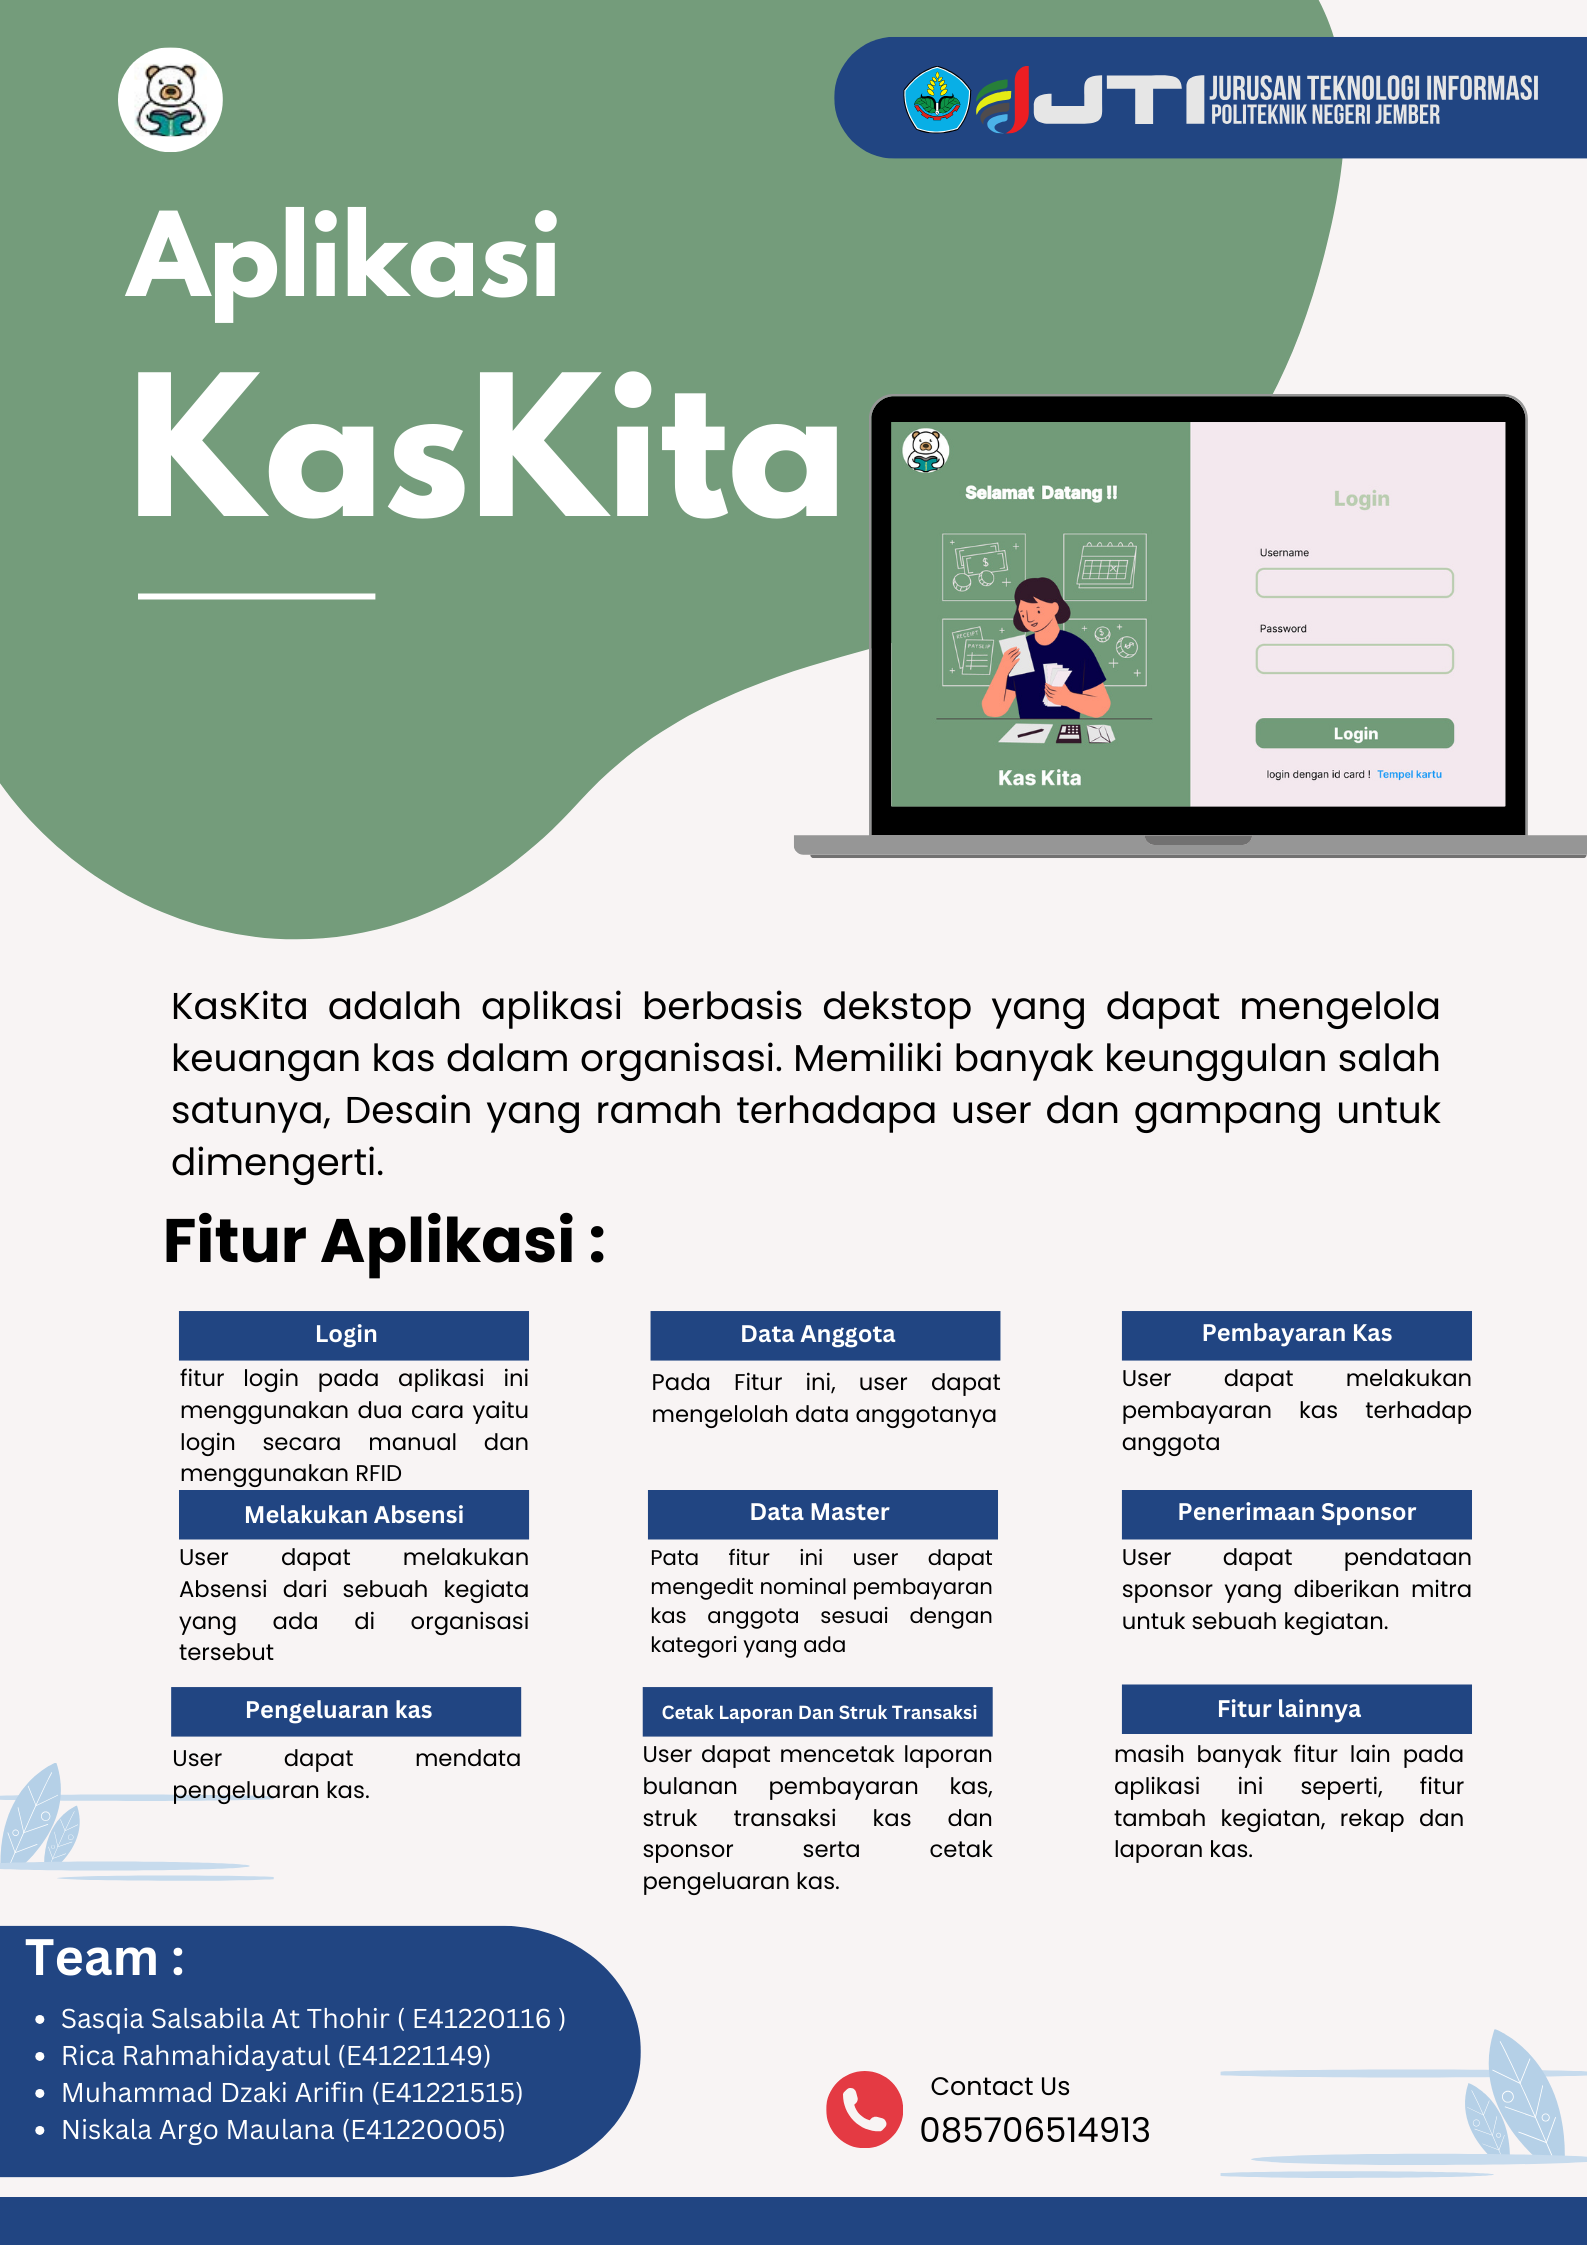 JTI JURUSAN TEKNOLOGI INFORMASI
POLITEKNIK NEGERI JEMBER
Aplikasi
KasKita
Selamat Datang !!
$
RECEIPT
PAYSLIP
$
Kas Kita
Login
Username
Password
Login
login dengan id card ! Tempel kartu
KasKita adalah aplikasi berbasis dekstop yang dapat mengelola
keuangan kas dalam organisasi. Memiliki banyak keunggulan salah
satunya, Desain yang ramah terhadapa user dan gampang untuk
dimengerti.
Fitur Aplikasi :
Login
fitur login pada aplikasi ini
menggunakan dua cara yaitu
login secara manual dan
menggunakan RFID
Data Anggota
Pada Fitur ini, user dapat
mengelolah data anggotanya
Pembayaran Kas
User dapat melakukan
pembayaran kas terhadap
anggota
Melakukan Absensi
User dapat melakukan
Absensi dari sebuah kegiata
yang ada di organisasi
tersebut
Data Master
Pata fitur ini user dapat
mengedit nominal pembayaran
kas anggota sesuai dengan
kategori yang ada
Penerimaan Sponsor
User dapat pendataan
sponsor yang diberikan mitra
untuk sebuah kegiatan.
Pengeluaran kas
User dapat mendata
pengeluaran kas.
Cetak Laporan Dan Struk Transaksi
User dapat mencetak laporan
bulanan pembayaran kas,
struk transaksi kas dan
sponsor serta cetak
pengeluaran kas.
Fitur lainnya
masih banyak fitur lain pada
aplikasi ini seperti, fitur
tambah kegiatan, rekap dan
laporan kas.
Team :
• Sasqia Salsabila At Thohir ( E41220116 )
• Rica Rahmahidayatul (E41221149)
• Muhammad Dzaki Arifin (E41221515)
• Niskala Argo Maulana (E41220005)
Contact Us
085706514913